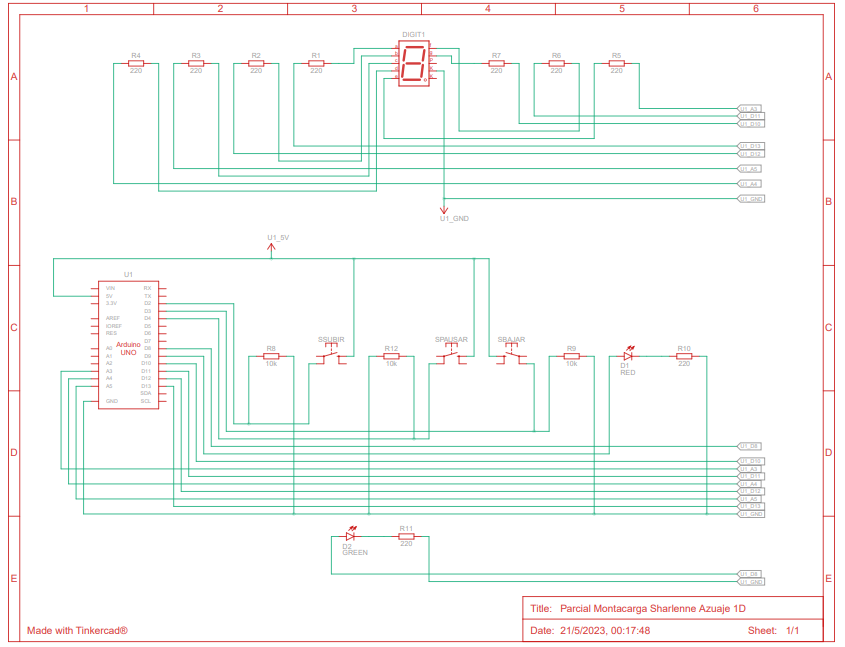 1 2 3 4 5 6
A A
B B
C C
D D
E E
DIGIT1
R4 R3 R2 R1 R7 R6 R5
220 220 220 220 220 220 220
U1_A3
U1_D11
U1_D10
U1_D13
U1_D12
U1_A5
U1_A4
U1_GND
U1_GND
U1_5V
U1
VIN RX
5V TX
3.3V D2
D3
AREF D4
IOREF D5
RES D6
D7
Arduino
UNO
A0 D8
A1 D9
A2 D10
A3 D11
A4 D12
A5 D13
SDA
GND SCL
R8 SSUBIR R12 SPAUSAR SBAJAR R9 R10
10k 10k 10k 220
D1
RED
U1_D10
U1_A3
U1_D11
U1_A4
U1_D12
U1_A5
U1_D13
U1_GND
R11
220
D2
GREEN
U1_GND
Title: Parcial Montacarga Sharlenne Azuaje 1D
Made with Tinkercad® Date: 21/5/2023, 00:17:48 Sheet: 1/1